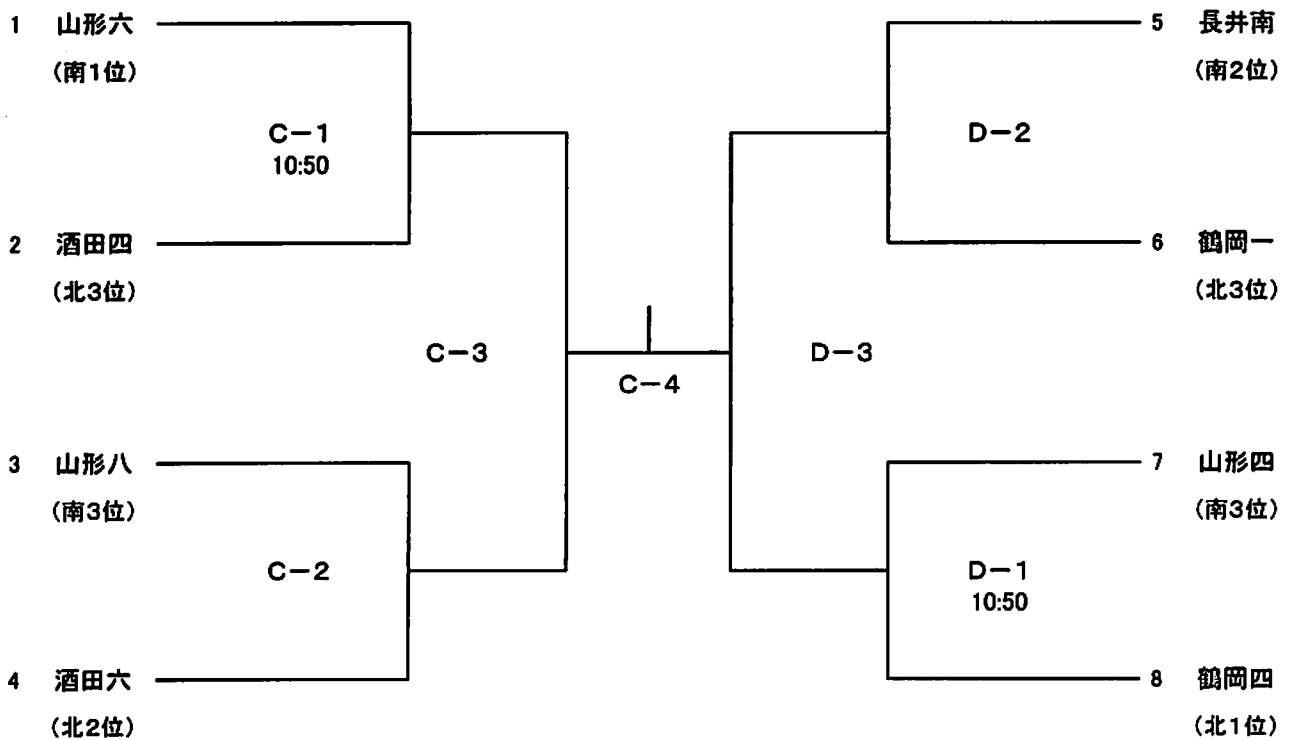 1 山形六
(南1位)
C-1
10:50
2 酒田四
(北3位)
C-3
3 山形八
(南3位)
C-2
4 酒田六
(北2位)
C-4
5 長井南
(南2位)
D-2
6 鶴岡一
(北3位)
D-3
7 山形四
(南3位)
D-1
10:50
8 鶴岡四
(北1位)